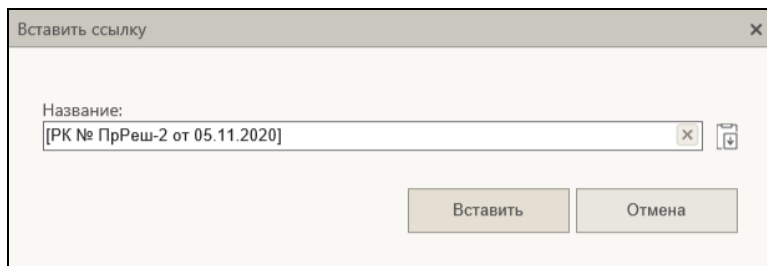 Вставить ссылку
Название:
[РК № ПрРеш-2 от 05.11.2020]
Вставить
Отмена